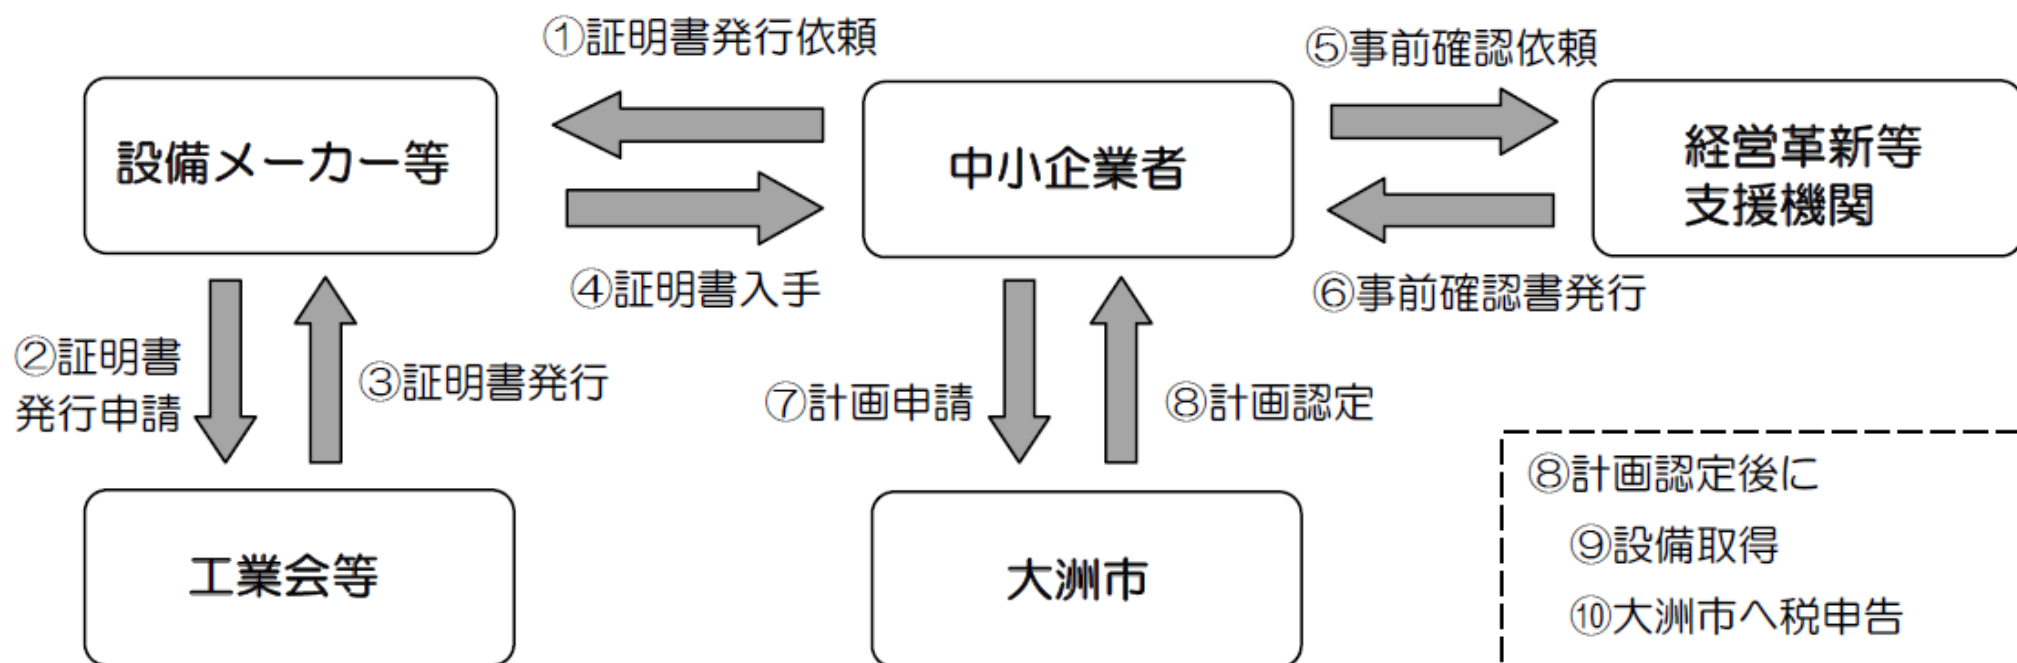 ①証明書発行依頼
⑤事前確認依頼
設備メーカー等
中小企業者
経営革新等
支援機関
④証明書入手
⑥事前確認書発行
②証明書
発行申請
③証明書発行
⑦計画申請
⑧計画認定
工業会等
大洲市
⑧計画認定後に
⑨設備取得
⑩大洲市へ税申告